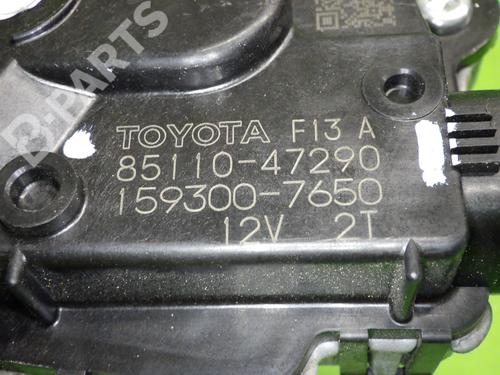 B-PARTS
TOYOTA F13 A
85110-47290
159300-7650
12V 2T